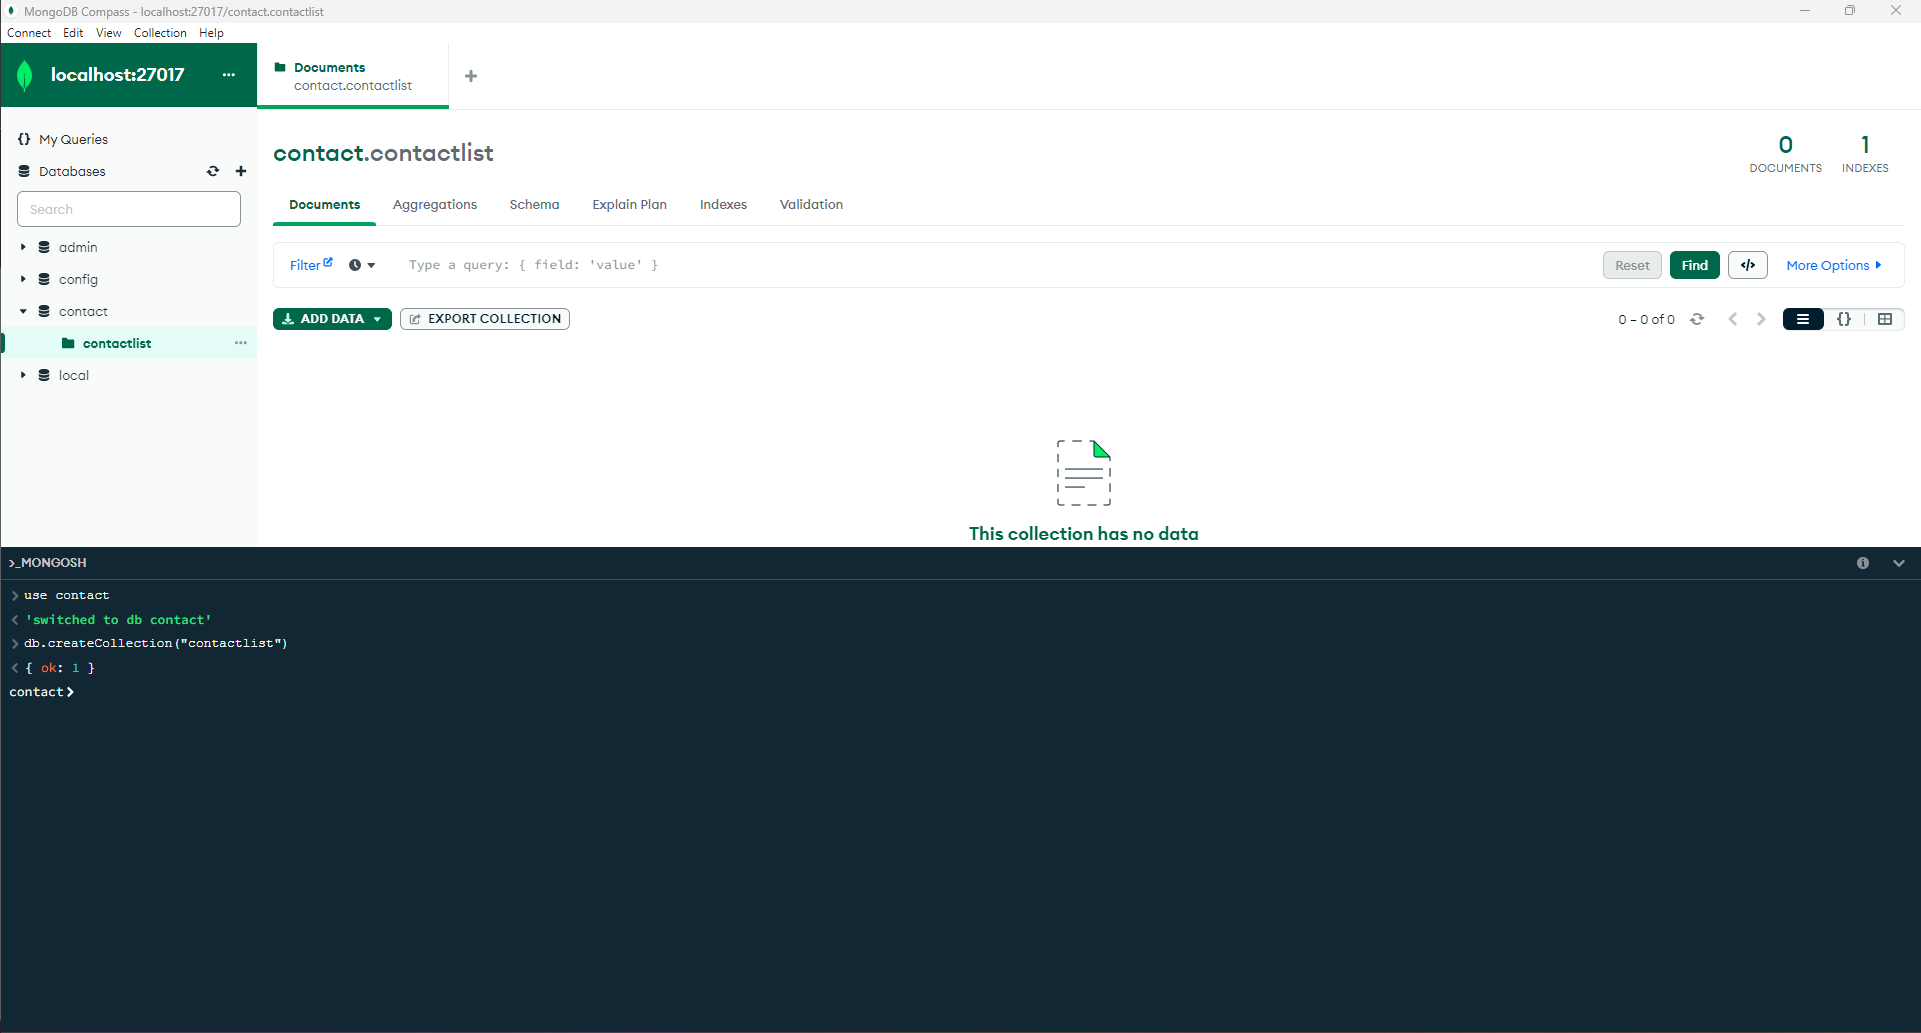 MongoDB Compass - localhost:27017/contact.contactlist
Connect Edit View Collection Help
localhost:27017 ...
Documents
contact.contactlist
+
{} My Queries
Databases
Search
admin
config
contact
contactlist ...
local
contact.contactlist
0
DOCUMENTS
1
INDEXES
Documents Aggregations Schema Explain Plan Indexes Validation
Filter Type a query: { field: 'value' } Reset Find </> More Options
ADD DATA EXPORT COLLECTION 0 – 0 of 0 {}
This collection has no data
>_MONGOSH
> use contact
< 'switched to db contact'
> db.createCollection("contactlist")
< { ok: 1 }
contact>